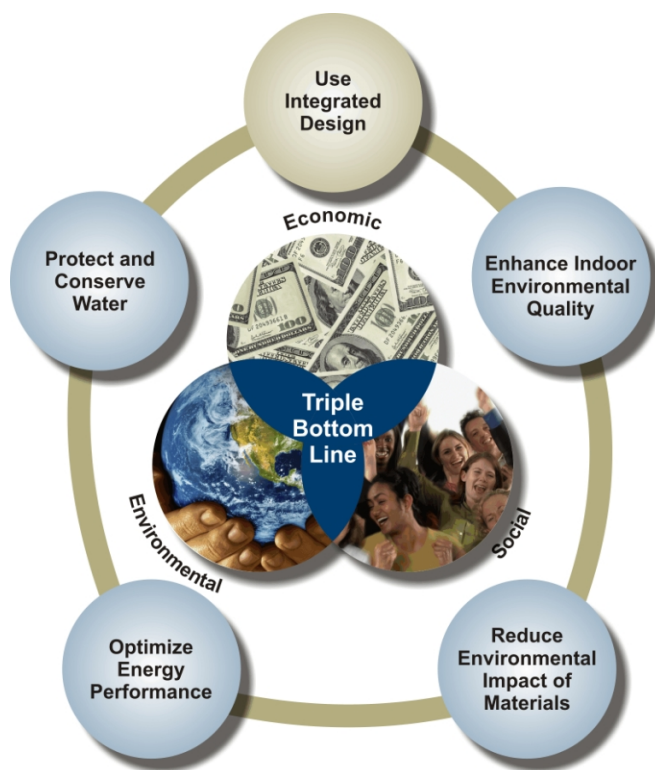 Use
Integrated
Design
Economic
Protect and
Conserve
Water
Enhance Indoor
Environmental
Quality
Triple
Bottom
Line
Environmental
Social
Optimize
Energy
Performance
Reduce
Environmental
Impact of
Materials